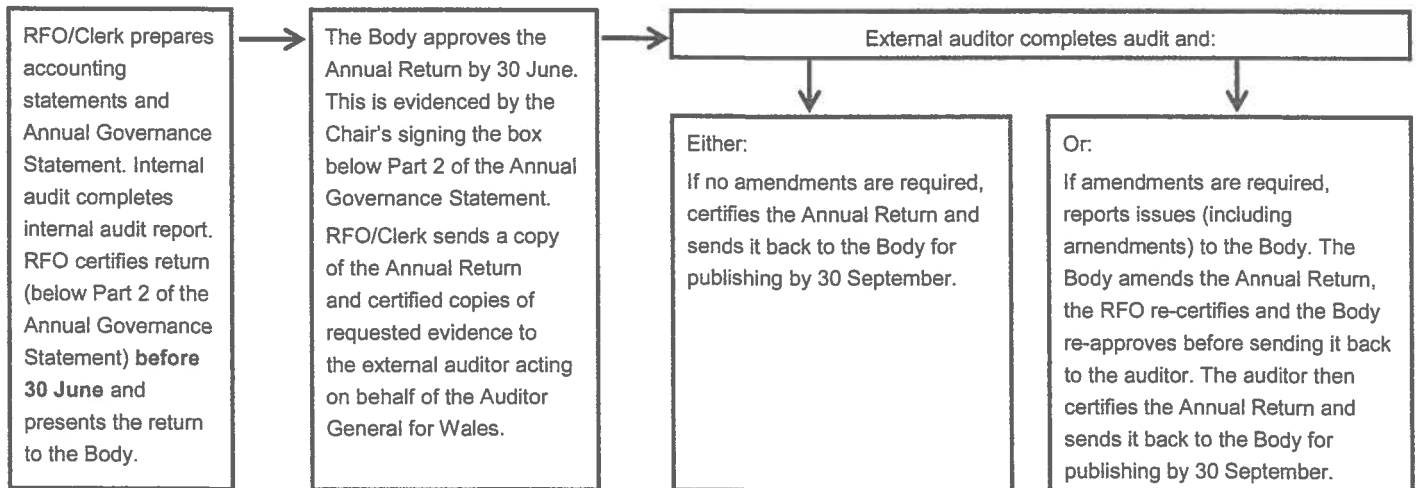 RFO/Clerk prepares
accounting
statements and
Annual Governance
Statement. Internal
audit completes
internal audit report.
RFO certifies return
(below Part 2 of the
Annual Governance
Statement) before
30 June and
presents the return
to the Body.
The Body approves the
Annual Return by 30 June.
This is evidenced by the
Chair's signing the box
below Part 2 of the Annual
Governance Statement.
RFO/Clerk sends a copy
of the Annual Return
and certified copies of
requested evidence to
the external auditor acting
on behalf of the Auditor
General for Wales.
External auditor completes audit and:
Either:
If no amendments are required,
certifies the Annual Return and
sends it back to the Body for
publishing by 30 September.
Or:
If amendments are required,
reports issues (including
amendments) to the Body. The
Body amends the Annual Return,
the RFO re-certifies and the Body
re-approves before sending it back
to the auditor. The auditor then
certifies the Annual Return and
sends it back to the Body for
publishing by 30 September.